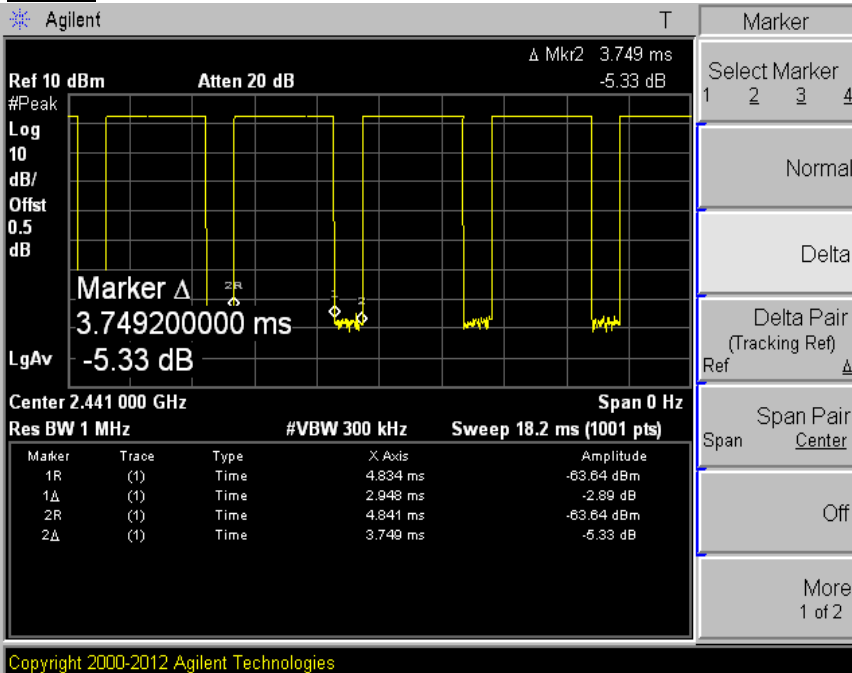 Agilent T
Marker
Δ Mkr2 3.749 ms
Ref 10 dBm Atten 20 dB -5.33 dB
#Peak
Log
10
dB/
Offst
0.5
dB
LgAv
2R
1
2
Marker Δ
3.749200000 ms
-5.33 dB
Center 2.441 000 GHz Span 0 Hz
Res BW 1 MHz #VBW 300 kHz Sweep 18.2 ms (1001 pts)
Marker Trace Type X Axis Amplitude
1R (1) Time 4.834 ms -63.64 dBm
1Δ (1) Time 2.948 ms -2.89 dB
2R (1) Time 4.841 ms -63.64 dBm
2Δ (1) Time 3.749 ms -5.33 dB
Select Marker
1 2 3 4
Normal
Delta
Delta Pair
(Tracking Ref)
Ref Δ
Span Pair
Span Center
Off
More
1 of 2
Copyright 2000-2012 Agilent Technologies